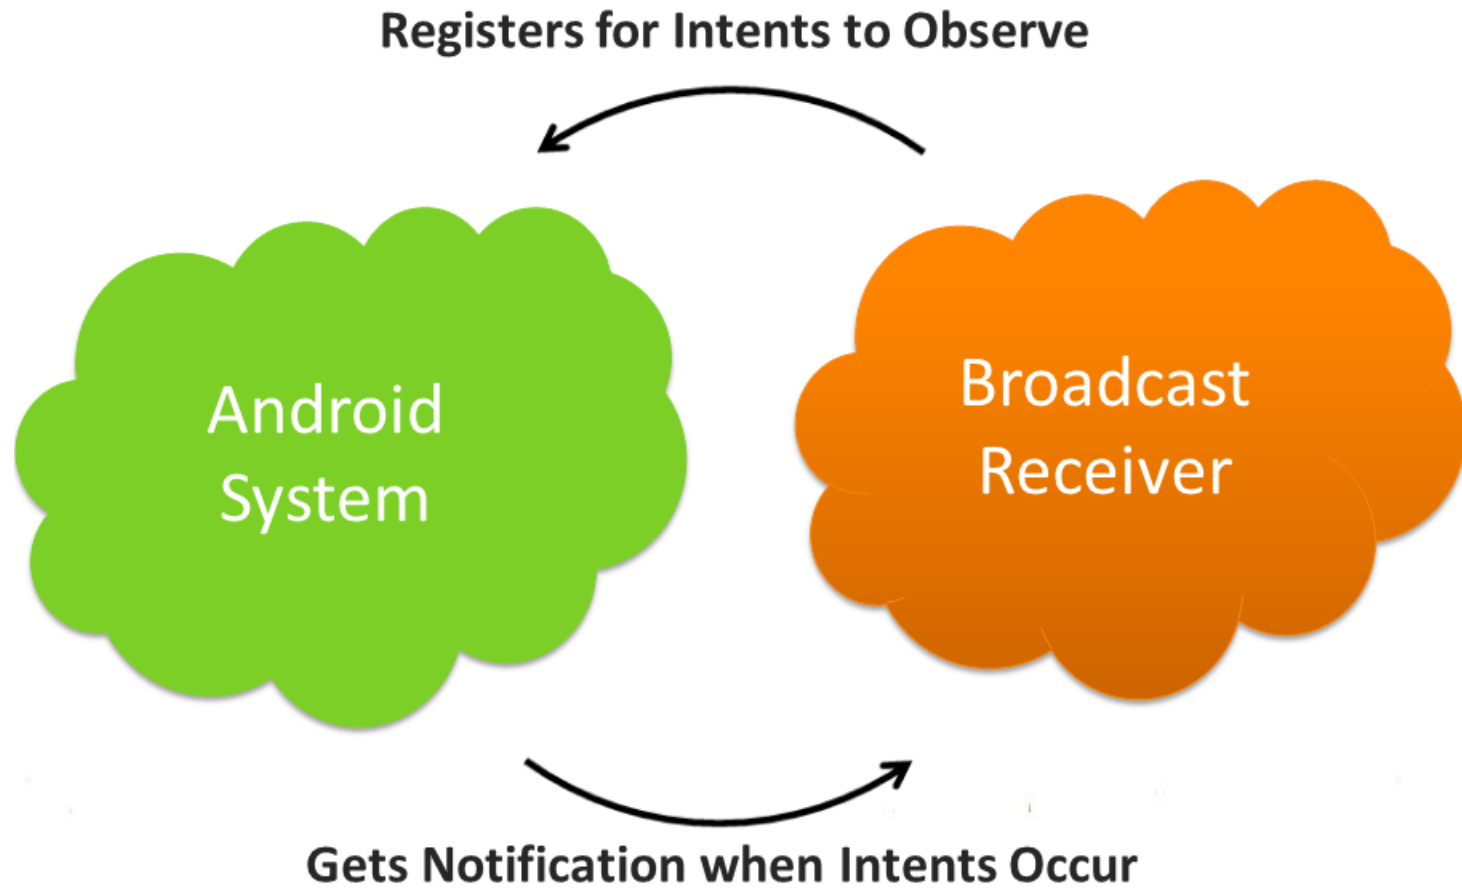 Registers for Intents to Observe
Android
System
Broadcast
Receiver
Gets Notification when Intents Occur